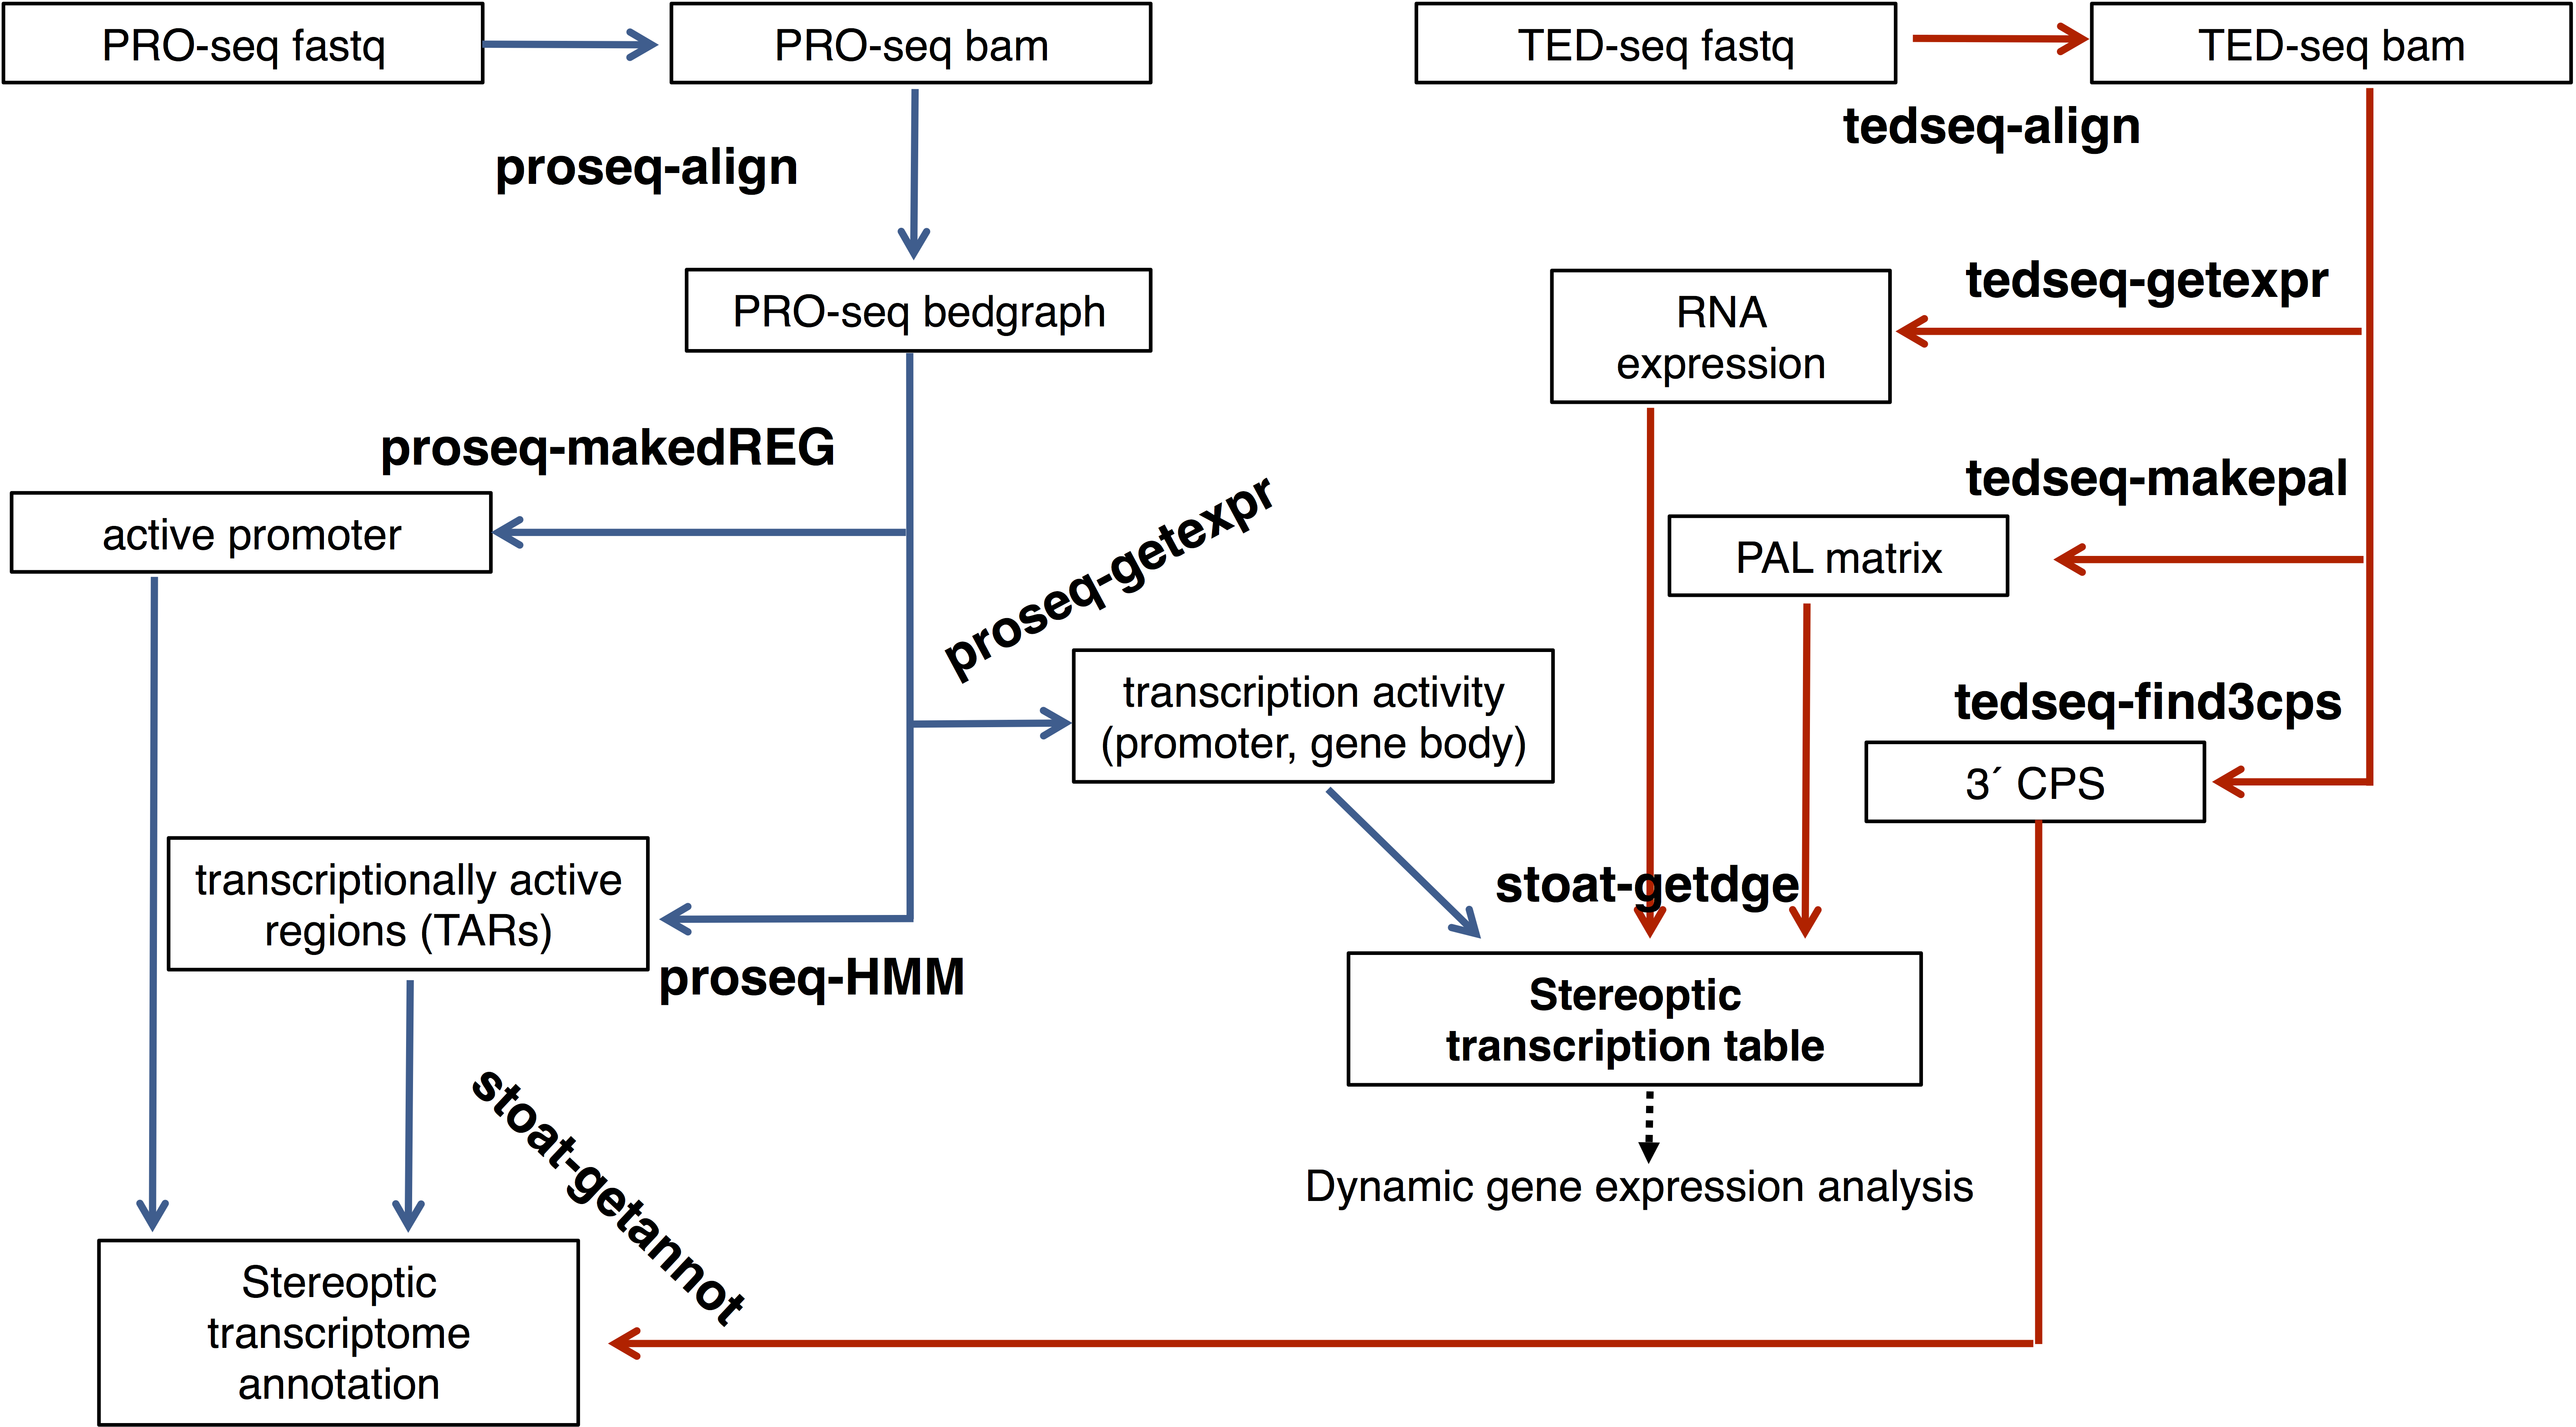 PRO-seq fastq
PRO-seq bam
TED-seq fastq
TED-seq bam
tedseq-align
proseq-align
PRO-seq bedgraph
tedseq-getexpr
RNA
expression
proseq-makedREG
tedseq-makepal
active promoter
proseq-getexpr
PAL matrix
transcription activity
(promoter, gene body)
tedseq-find3cps
3´ CPS
transcriptionally active
regions (TARs)
stoat-getdge
proseq-HMM
Stereoptic
transcription table
stoat-getannot
Dynamic gene expression analysis
Stereoptic
transcriptome
annotation